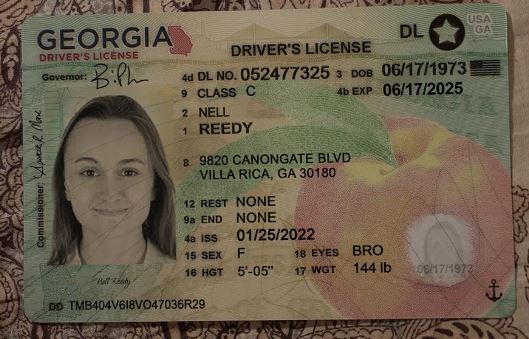 GEORGIA
DRIVER'S LICENSE
DRIVER'S LICENSE
DL
USA
GA
Governor:
4d DL NO. 052477325 3 DOB 06/17/1973
9 CLASS C 4b EXP 06/17/2025
2 NELL
1 REEDY
8 9820 CANONGATE BLVD
VILLA RICA, GA 30180
12 REST NONE
9a END NONE
4a ISS 01/25/2022
15 SEX F 18 EYES BRO
16 HGT 5'-05" 17 WGT 144 lb
Commissioner:
Nell Reedy
06/17/1973
DD TMB404V6I8VO47036R29